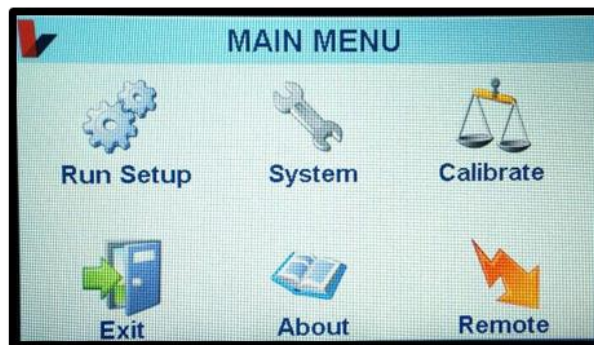 MAIN MENU
Run Setup
System
Calibrate
Exit
About
Remote